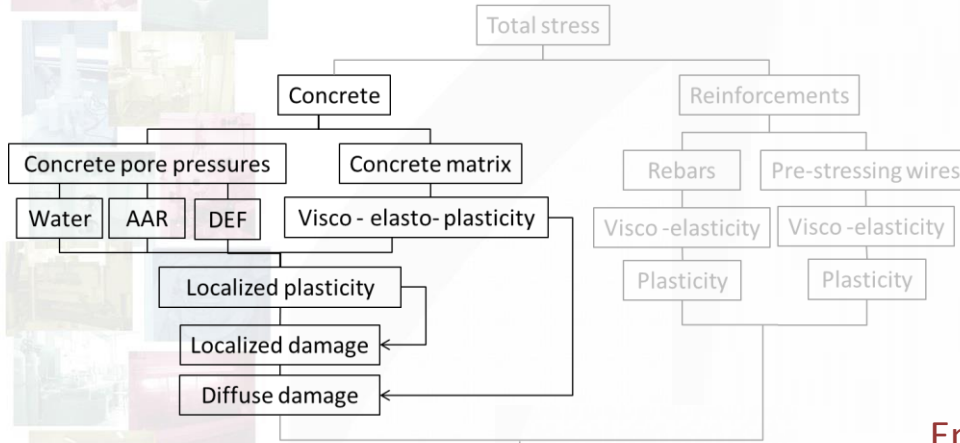 Total stress
Concrete
Reinforcements
Concrete pore pressures
Concrete matrix
Rebars
Pre-stressing wires
Water
AAR
DEF
Visco - elasto- plasticity
Visco -elasticity
Visco -elasticity
Localized plasticity
Plasticity
Plasticity
Localized damage
Diffuse damage